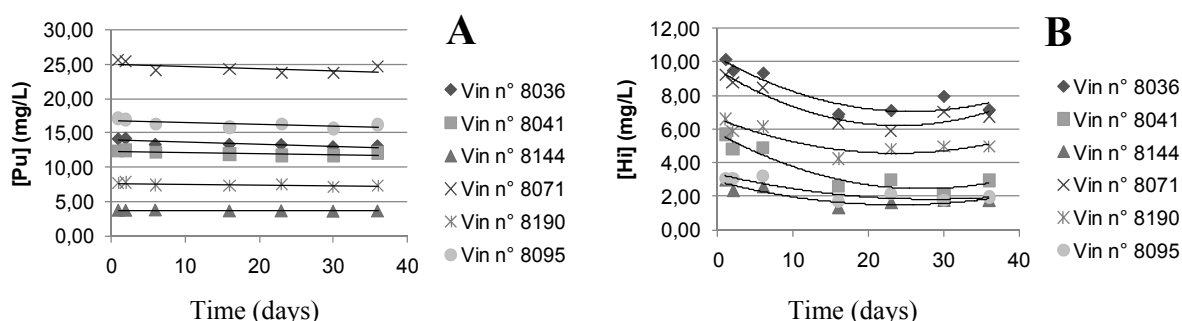 A
[Pu] (mg/L)
30,00
25,00
20,00
15,00
10,00
5,00
0,00
0
10
20
30
40
Time (days)
Vin n° 8036
Vin n° 8041
Vin n° 8144
Vin n° 8071
Vin n° 8190
Vin n° 8095
B
[Hi] (mg/L)
12,00
10,00
8,00
6,00
4,00
2,00
0,00
0
10
20
30
40
Time (days)
Vin n° 8036
Vin n° 8041
Vin n° 8144
Vin n° 8071
Vin n° 8190
Vin n° 8095